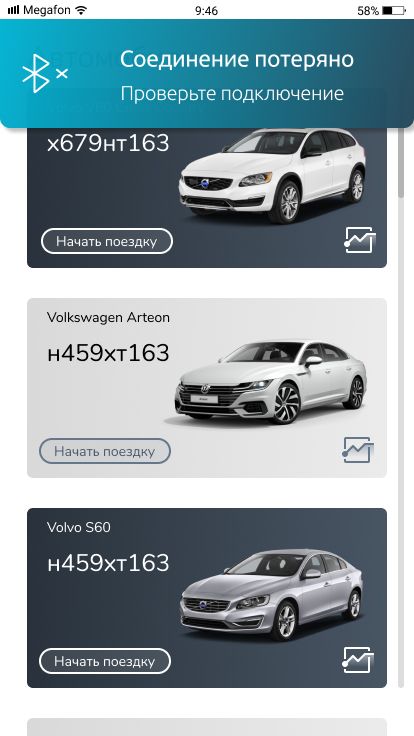 Megafon
9:46
58%
Соединение потеряно
Проверьте подключение
х679нт163
Начать поездку
Volkswagen Arteon
н459хт163
Начать поездку
Volvo S60
н459хт163
Начать поездку